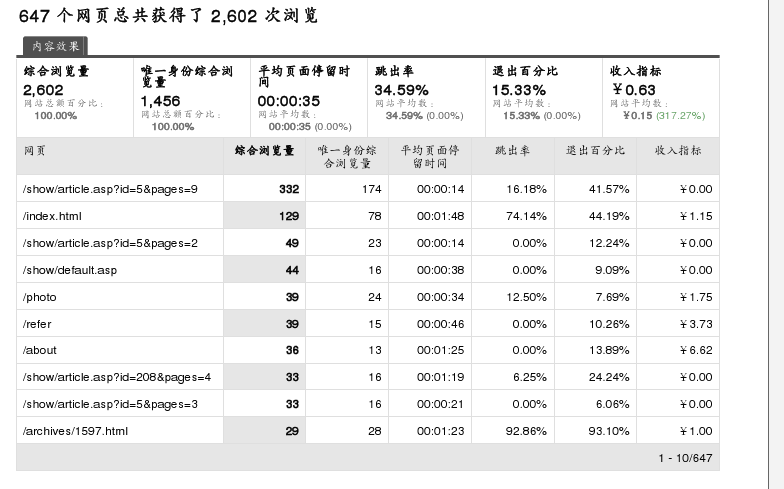 647 个网页总共获得了 2,602 次浏览
内容效果
综合浏览量
2,602
网站总额百分比：
100.00%
唯一身份综合浏
览量
1,456
网站总额百分比：
100.00%
平均页面停留时
间
00:00:35
网站平均数：
00:00:35 (0.00%)
跳出率
34.59%
网站平均数：
34.59% (0.00%)
退出百分比
15.33%
网站平均数：
15.33% (0.00%)
收入指标
￥0.63
网站平均数：
￥0.15 (317.27%)
网页 综合浏览量 唯一身份综 平均页面停 跳出率 退出百分比 收入指标
合浏览量 留时间
/show/article.asp?id=5&pages=9 332 174 00:00:14 16.18% 41.57% ￥0.00
/index.html 129 78 00:01:48 74.14% 44.19% ￥1.15
/show/article.asp?id=5&pages=2 49 23 00:00:14 0.00% 12.24% ￥0.00
/show/default.asp 44 16 00:00:38 0.00% 9.09% ￥0.00
/photo 39 24 00:00:34 12.50% 7.69% ￥1.75
/refer 39 15 00:00:46 0.00% 10.26% ￥3.73
/about 36 13 00:01:25 0.00% 13.89% ￥6.62
/show/article.asp?id=208&pages=4 33 16 00:01:19 6.25% 24.24% ￥0.00
/show/article.asp?id=5&pages=3 33 16 00:00:21 0.00% 6.06% ￥0.00
/archives/1597.html 29 28 00:01:23 92.86% 93.10% ￥1.00
1 - 10/647